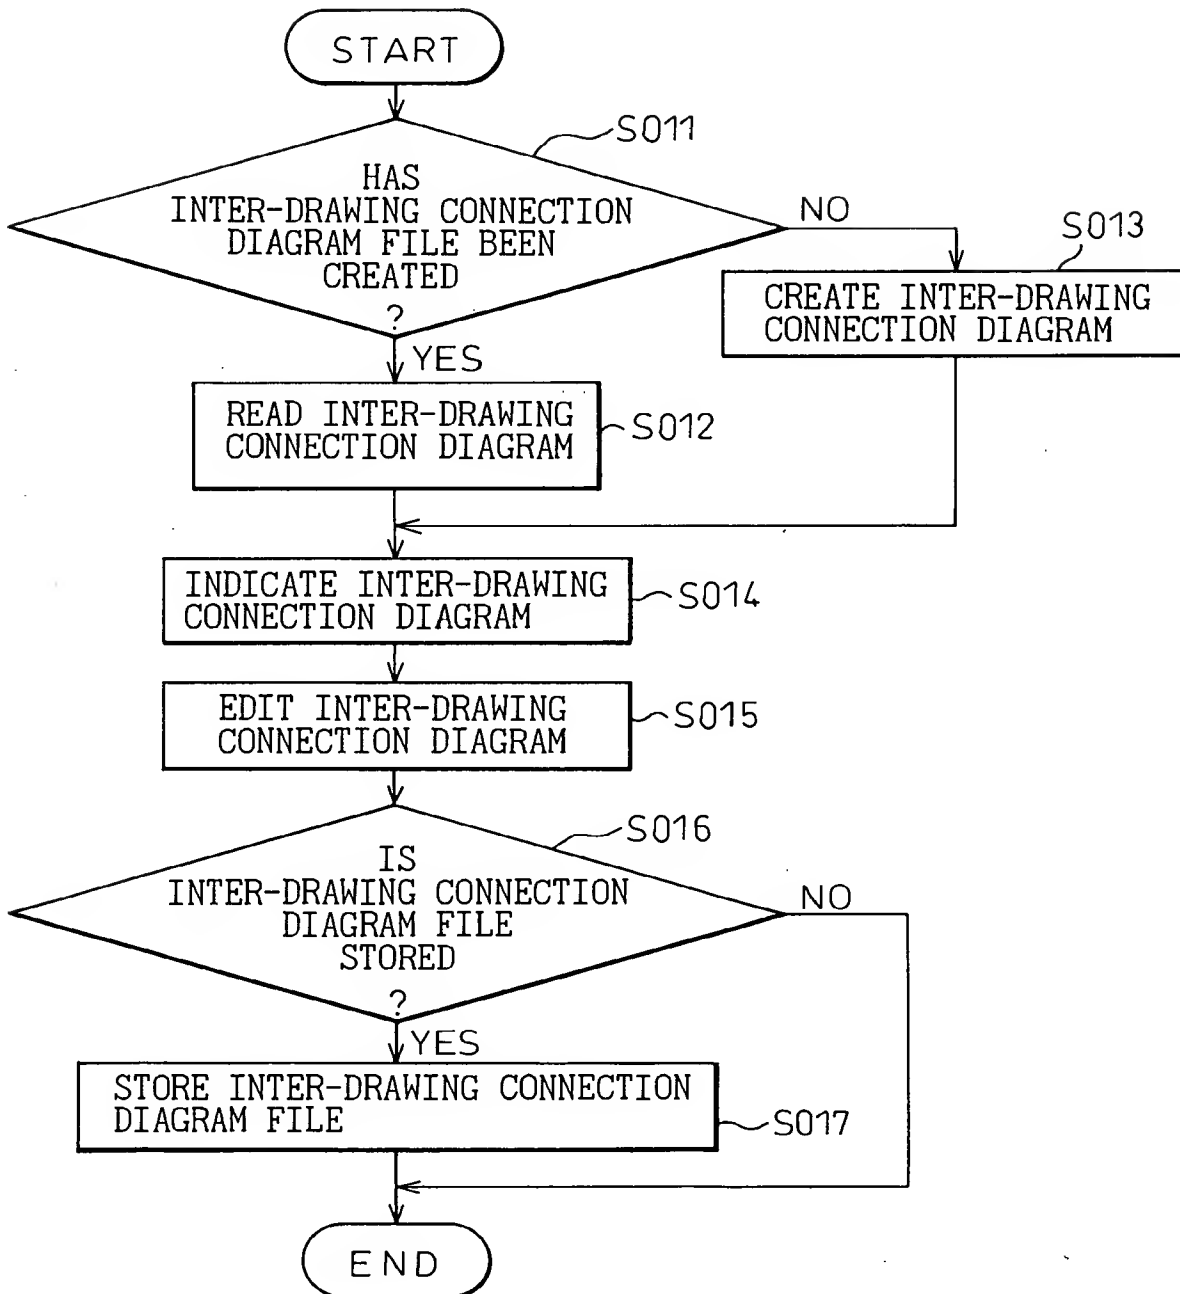 START
S011
HAS
INTER-DRAWING CONNECTION
DIAGRAM FILE BEEN
CREATED
?
NO
S013
CREATE INTER-DRAWING
CONNECTION DIAGRAM
YES
READ INTER-DRAWING
CONNECTION DIAGRAM
S012
INDICATE INTER-DRAWING
CONNECTION DIAGRAM
S014
EDIT INTER-DRAWING
CONNECTION DIAGRAM
S015
S016
IS
INTER-DRAWING CONNECTION
DIAGRAM FILE
STORED
?
NO
YES
STORE INTER-DRAWING CONNECTION
DIAGRAM FILE
S017
END